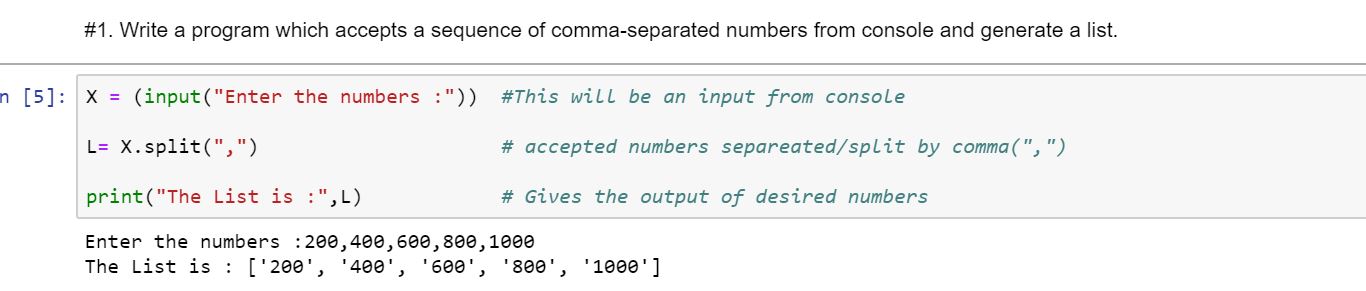 #1. Write a program which accepts a sequence of comma-separated numbers from console and generate a list.
n [5]: X = (input("Enter the numbers :")) #This will be an input from console
L= X.split(",") # accepted numbers separeated/split by comma(",")
print("The List is :",L) # Gives the output of desired numbers
Enter the numbers :200,400,600,800,1000
The List is : ['200', '400', '600', '800', '1000']